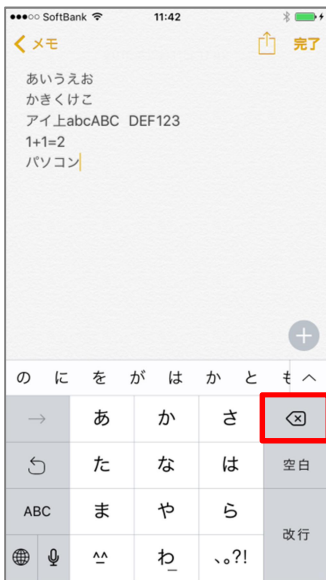 SoftBank 11:42
メモ 完了
あいうえお
かきくけこ
アイ上abcABC DEF123
1+1=2
パソコン
の に を が は か と も
→ あ か さ
た な は 空白
ABC ま や ら
改行
^^ わ_ 、。?!